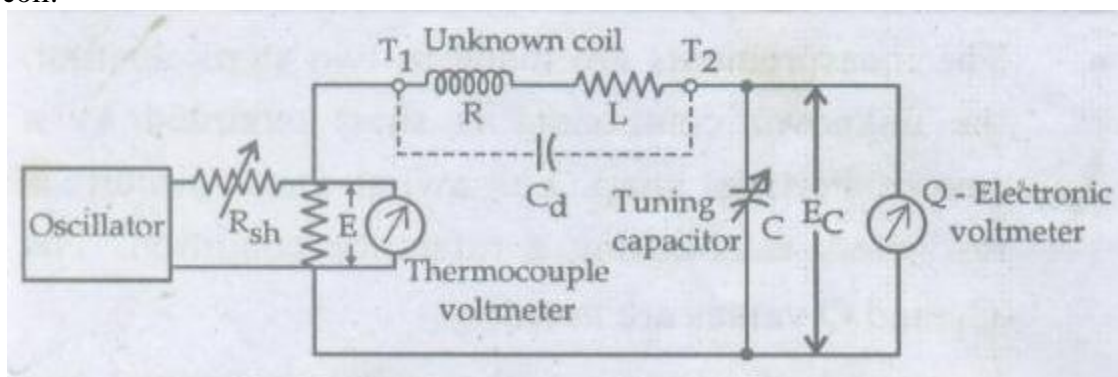 coil.
T1 Unknown coil T2
R L
Cd
Oscillator
Rsh
E
Thermocouple
voltmeter
Tuning
capacitor
C
EC
Q - Electronic
voltmeter